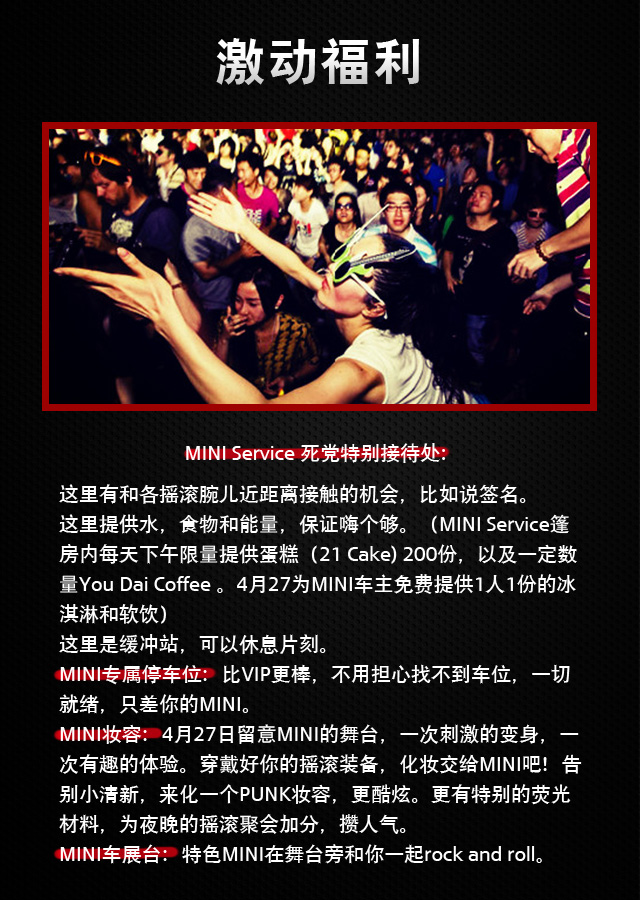 激动福利
MINI Service 死党特别接待处:
这里有和各摇滚腕儿近距离接触的机会，比如说签名。
这里提供水，食物和能量，保证嗨个够。（MINI Service篷
房内每天下午限量提供蛋糕（21 Cake) 200份，以及一定数
量You Dai Coffee 。4月27为MINI车主免费提供1人1份的冰
淇淋和软饮）
这里是缓冲站，可以休息片刻。
MINI专属停车位：比VIP更棒，不用担心找不到车位，一切
就绪，只差你的MINI。
MINI妆容：4月27日留意MINI的舞台，一次刺激的变身，一
次有趣的体验。穿戴好你的摇滚装备，化妆交给MINI吧！告
别小清新，来化一个PUNK妆容，更酷炫。更有特别的荧光
材料，为夜晚的摇滚聚会加分，攒人气。
MINI车展台：特色MINI在舞台旁和你一起rock and roll。